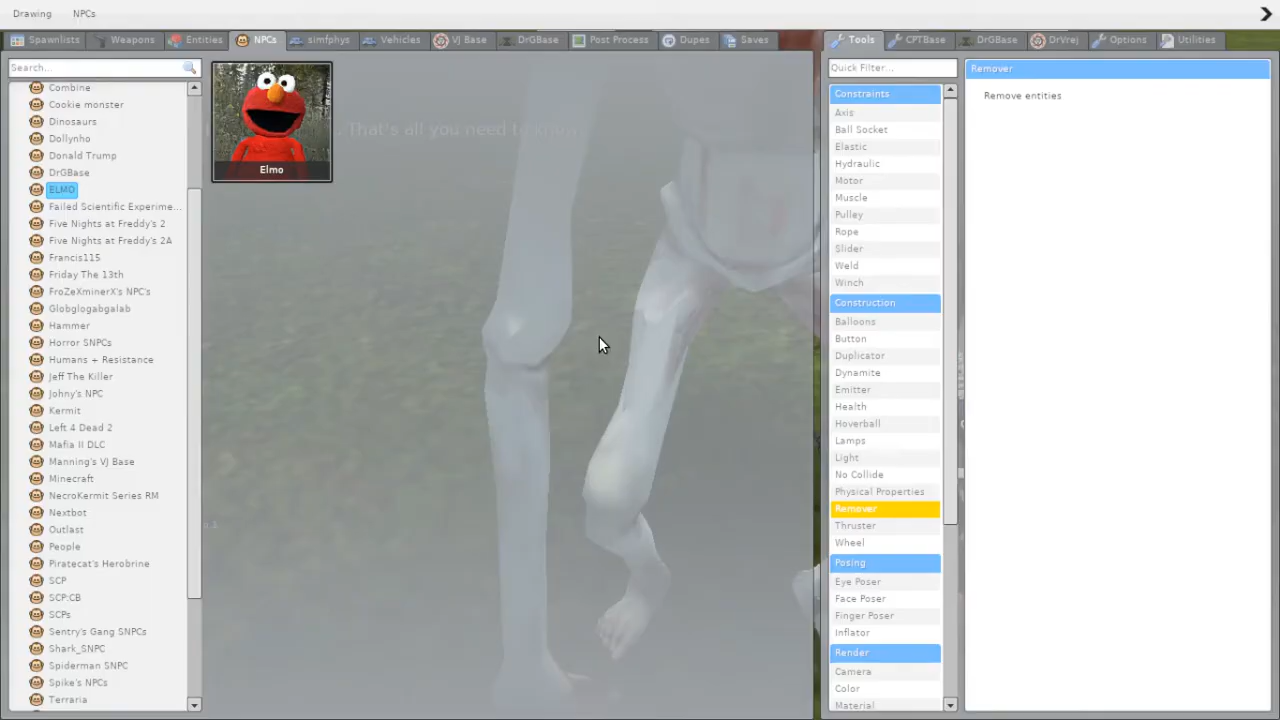 Drawing NPCs
Spawnlists Weapons Entities NPCs simfphys Vehicles VJ Base DrGBase Post Process Dupes Saves
Search...
Combine
Cookie monster
Dinosaurs
Dollynho
Donald Trump
DrGBase
ELMO
Failed Scientific Experime...
Five Nights at Freddy's 2
Five Nights at Freddy's 2A
Francis115
Friday The 13th
FroZeXminerX's NPC's
Globglogabgalab
Hammer
Horror SNPCs
Humans + Resistance
Jeff The Killer
Johny's NPC
Kermit
Left 4 Dead 2
Mafia II DLC
Manning's VJ Base
Minecraft
NecroKermit Series RM
Nextbot
Outlast
People
Piratecat's Herobrine
SCP
SCP:CB
SCPs
Sentry's Gang SNPCs
Shark_SNPC
Spiderman SNPC
Spike's NPCs
Terraria
Elmo
That's all you need to know
Tools CPTBase DrGBase DrVrej Options Utilities
Quick Filter...
Constraints
Axis
Ball Socket
Elastic
Hydraulic
Motor
Muscle
Pulley
Rope
Slider
Weld
Winch
Construction
Balloons
Button
Duplicator
Dynamite
Emitter
Health
Hoverball
Lamps
Light
No Collide
Physical Properties
Remover
Thruster
Wheel
Posing
Eye Poser
Face Poser
Finger Poser
Inflator
Render
Camera
Color
Material
Remover
Remove entities